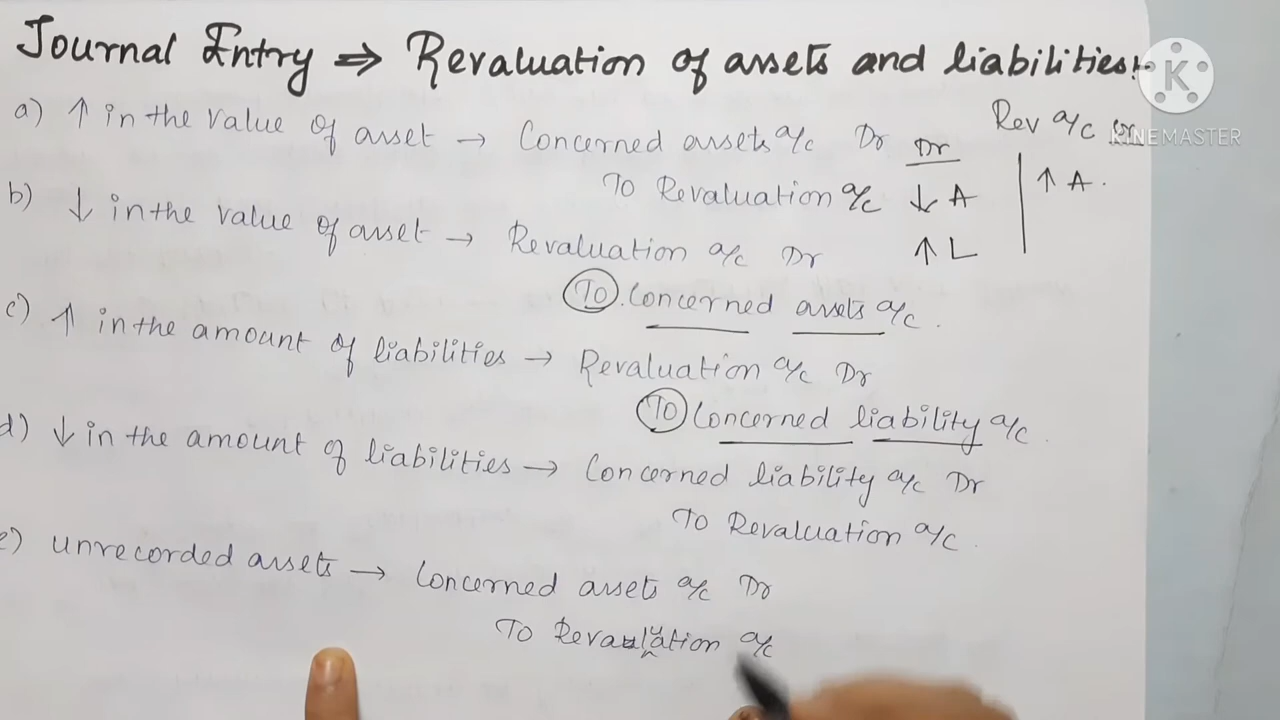 Journal Entry ⇒ Revaluation of assets and liabilities:-
a) ↑ in the value of asset → Concerned assets a/c Dr
To Revaluation a/c
b) ↓ in the value of asset → Revaluation a/c Dr
To Concerned assets a/c.
c) ↑ in the amount of liabilities → Revaluation a/c Dr
To Concerned liability a/c.
d) ↓ in the amount of liabilities → Concerned liability a/c Dr
To Revaluation a/c.
e) unrecorded assets → Concerned assets a/c Dr
To Revaluation a/c
Rev a/c
Dr
↓ A
↑ A.
↑ L
K
KINEMASTER